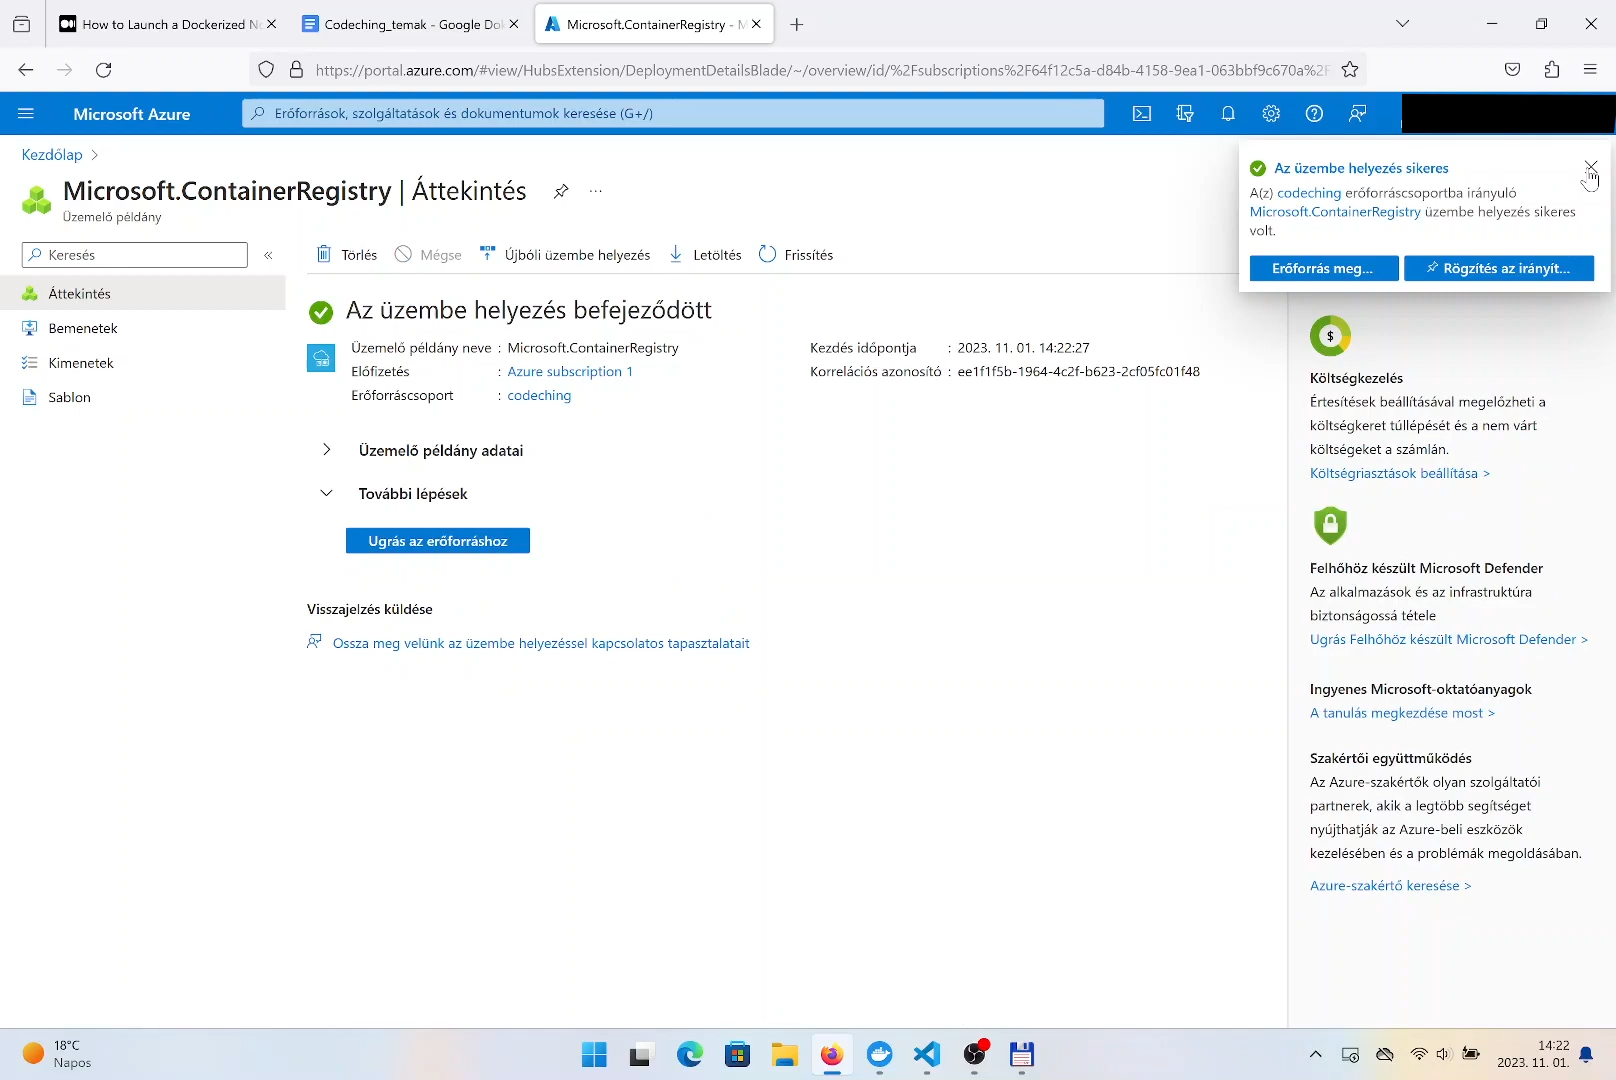 How to Launch a Dockerized N
Codeching_temak - Google Do
Microsoft.ContainerRegistry - M
https://portal.azure.com/#view/HubsExtension/DeploymentDetailsBlade/~/overview/id/%2Fsubscriptions%2F64f12c5a-d84b-4158-9ea1-063bbf9c670a%2F
Microsoft Azure
Erőforrások, szolgáltatások és dokumentumok keresése (G+/)
Kezdőlap
Microsoft.ContainerRegistry | Áttekintés
Üzemelő példány
Keresés
Áttekintés
Bemenetek
Kimenetek
Sablon
Törlés
Mégse
Újbóli üzembe helyezés
Letöltés
Frissítés
Az üzembe helyezés befejeződött
Üzemelő példány neve : Microsoft.ContainerRegistry
Előfizetés : Azure subscription 1
Erőforráscsoport : codeching
Kezdés időpontja : 2023. 11. 01. 14:22:27
Korrelációs azonosító : ee1f1f5b-1964-4c2f-b623-2cf05fc01f48
Üzemelő példány adatai
További lépések
Ugrás az erőforráshoz
Visszajelzés küldése
Ossza meg velünk az üzembe helyezéssel kapcsolatos tapasztalatait
Az üzembe helyezés sikeres
A(z) codeching erőforráscsoportba irányuló
Microsoft.ContainerRegistry üzembe helyezés sikeres
volt.
Erőforrás meg...
Rögzítés az irányít...
Költségkezelés
Értesítések beállításával megelőzheti a
költségkeret túllépését és a nem várt
költségeket a számlán.
Költségriasztások beállítása >
Felhőhöz készült Microsoft Defender
Az alkalmazások és az infrastruktúra
biztonságossá tétele
Ugrás Felhőhöz készült Microsoft Defender >
Ingyenes Microsoft-oktatóanyagok
A tanulás megkezdése most >
Szakértői együttműködés
Az Azure-szakértők olyan szolgáltatói
partnerek, akik a legtöbb segítséget
nyújthatják az Azure-beli eszközök
kezelésében és a problémák megoldásában.
Azure-szakértő keresése >
18°C
Napos
14:22
2023. 11. 01.